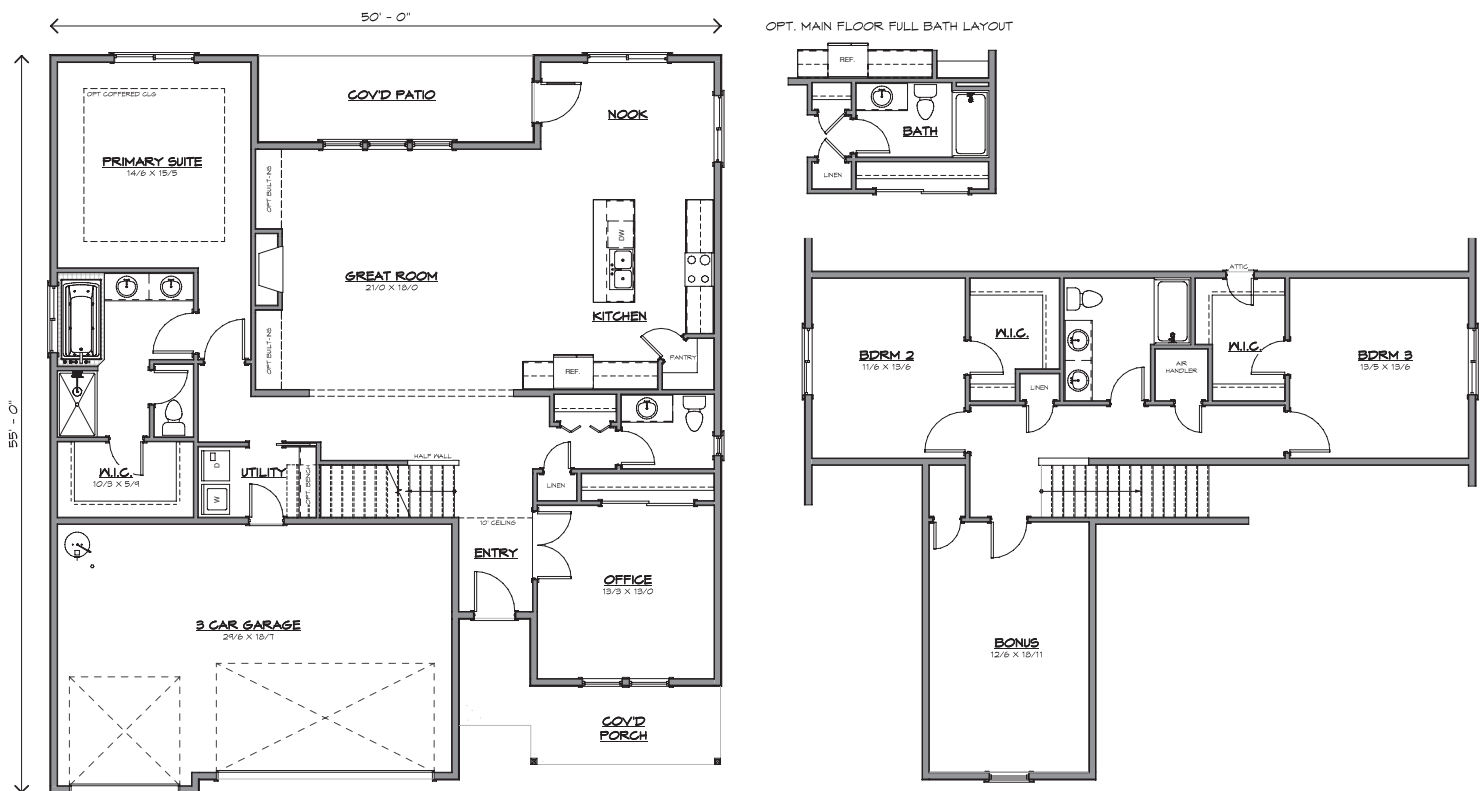 50' - 0"
OPT. MAIN FLOOR FULL BATH LAYOUT
55' - 0"
OPT COFFERED CLG
PRIMARY SUITE
14/6 X 15/5
COV'D PATIO
NOOK
OPT BUILT-INS
GREAT ROOM
21/0 X 18/0
DW
KITCHEN
OPT BUILT-INS
PANTRY
REF.
W.I.C.
10/3 X 5/9
D
W
UTILITY
OPT. BENCH
HALF WALL
LINEN
10' CEILING
ENTRY
OFFICE
13/3 X 13/0
3 CAR GARAGE
29/6 X 18/7
COV'D
PORCH
REF.
BATH
LINEN
ATTIC
BDRM 2
11/6 X 13/6
W.I.C.
LINEN
AIR
HANDLER
W.I.C.
BDRM 3
13/5 X 13/6
BONUS
12/6 X 18/11